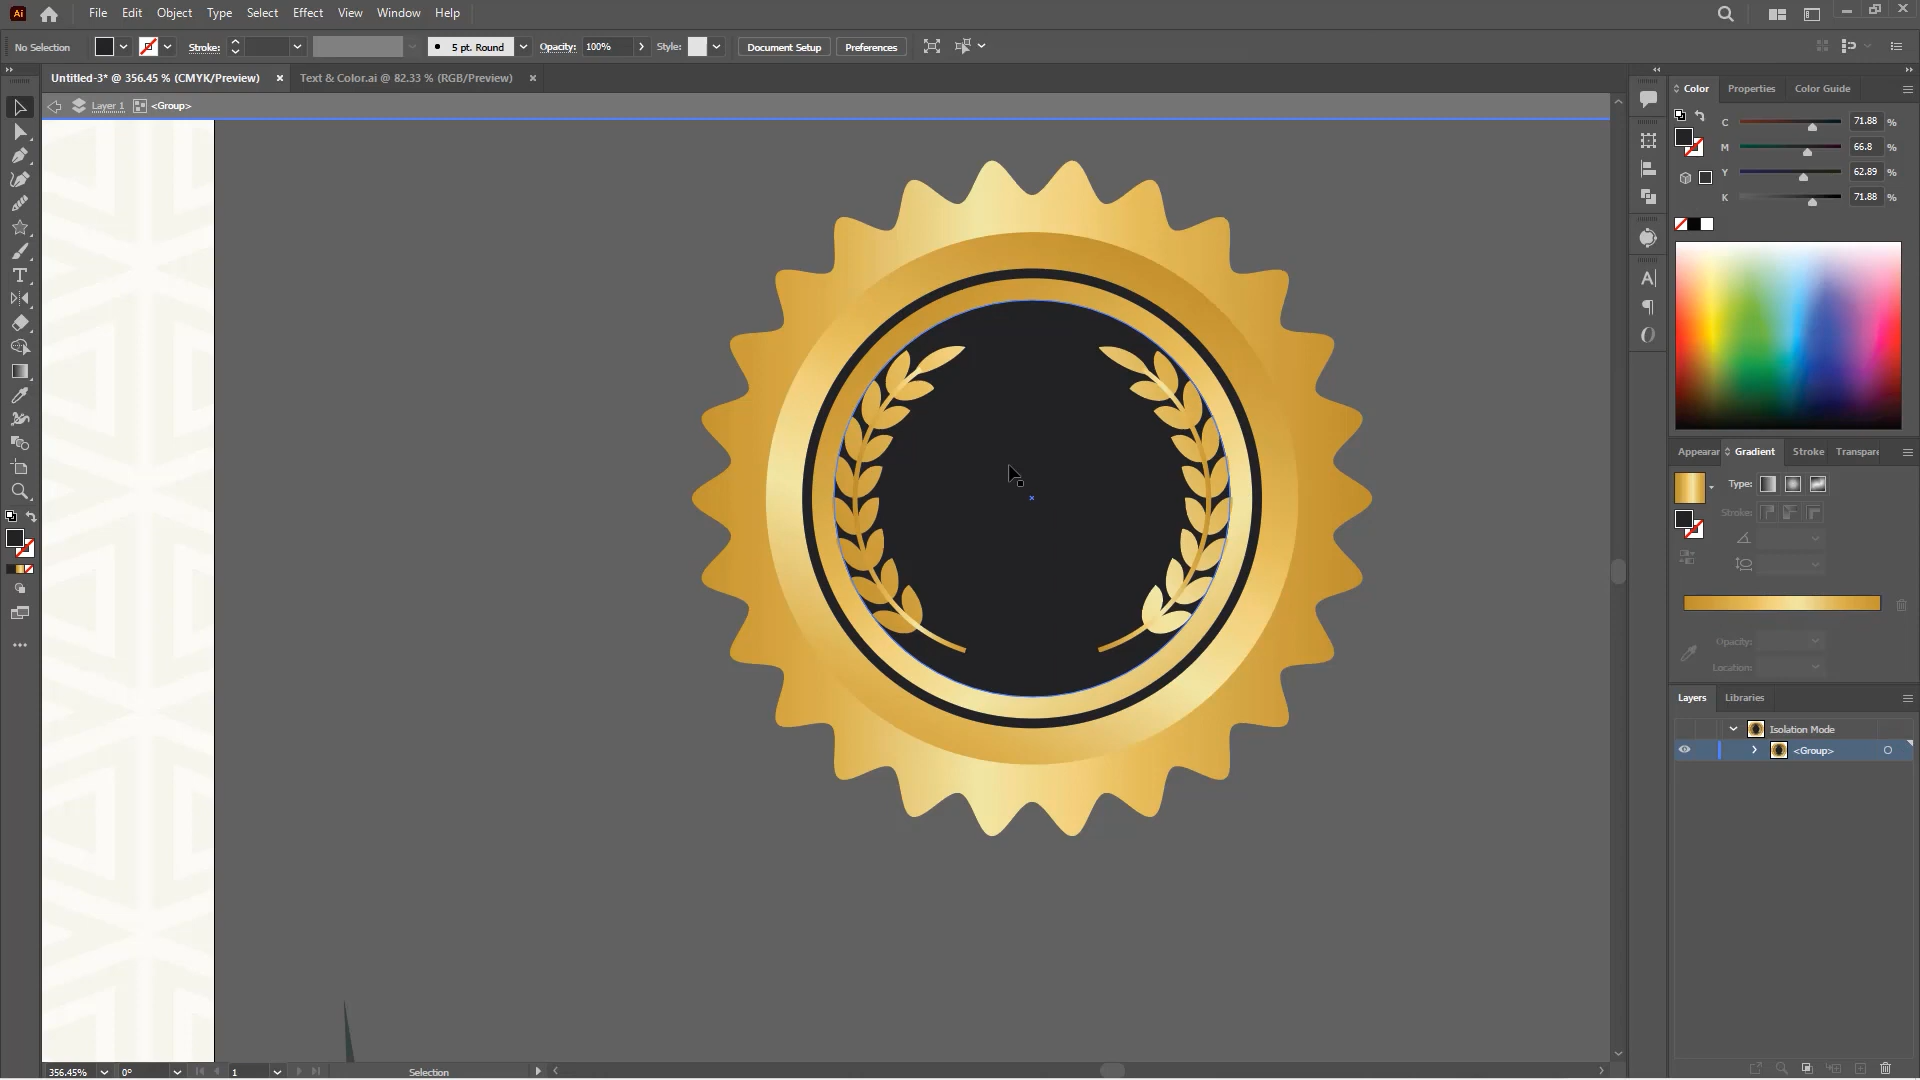 Ai File Edit Object Type Select Effect View Window Help
No Selection Stroke: 5 pt. Round Opacity: 100% Style: Document Setup Preferences
Untitled-3* @ 356.45 % (CMYK/Preview) × Text & Color.ai @ 82.33 % (RGB/Preview) ×
Layer 1 <Group>
Color Properties Color Guide
C 71.88 %
M 66.8 %
Y 62.89 %
K 71.88 %
Appearar Gradient Stroke Transpare
Type:
Stroke:
Opacity:
Location:
Layers Libraries
Isolation Mode
<Group>
356.45% 0° 1 Selection